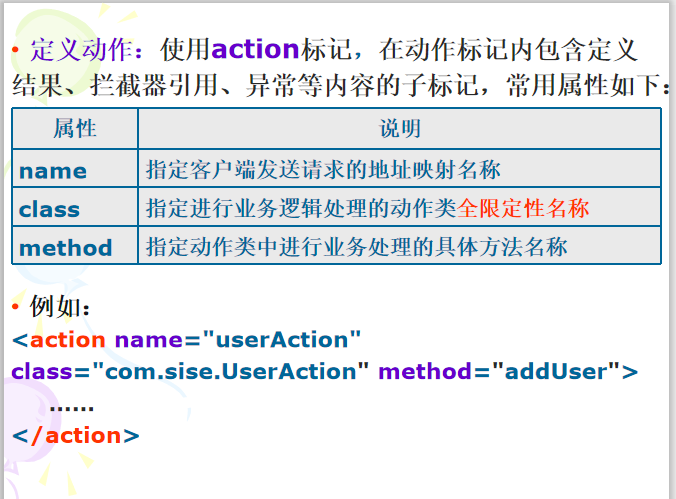 • 定义动作：使用action标记，在动作标记内包含定义
结果、拦截器引用、异常等内容的子标记，常用属性如下：
属性 说明
name 指定客户端发送请求的地址映射名称
class 指定进行业务逻辑处理的动作类全限定性名称
method 指定动作类中进行业务处理的具体方法名称
• 例如：
<action name="userAction"
class="com.sise.UserAction" method="addUser">
……
</action>